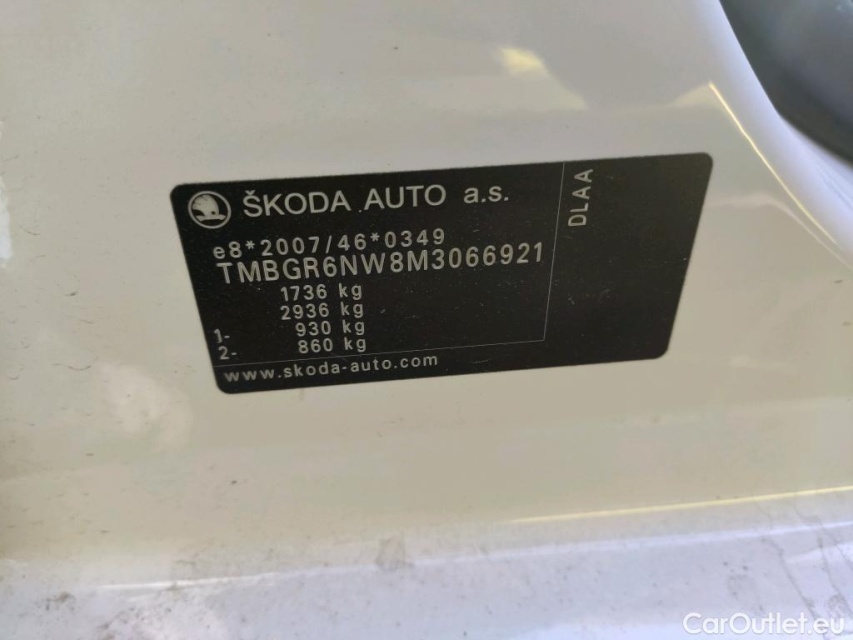 ŠKODA AUTO a.s.
DLAA
e8*2007/46*0349
TMBGR6NW8M3066921
1736 kg
2936 kg
1- 930 kg
2- 860 kg
www.skoda-auto.com
CarOutlet.eu